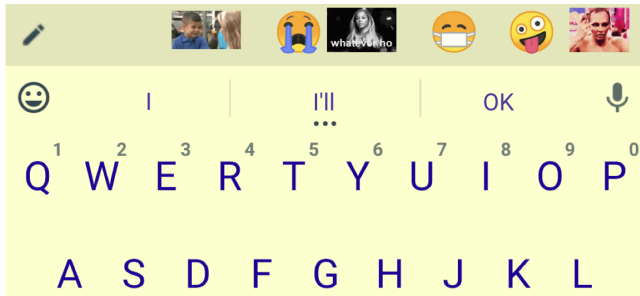 whatever ho
I I'll OK
1 2 3 4 5 6 7 8 9 0
Q W E R T Y U I O P
A S D F G H J K L